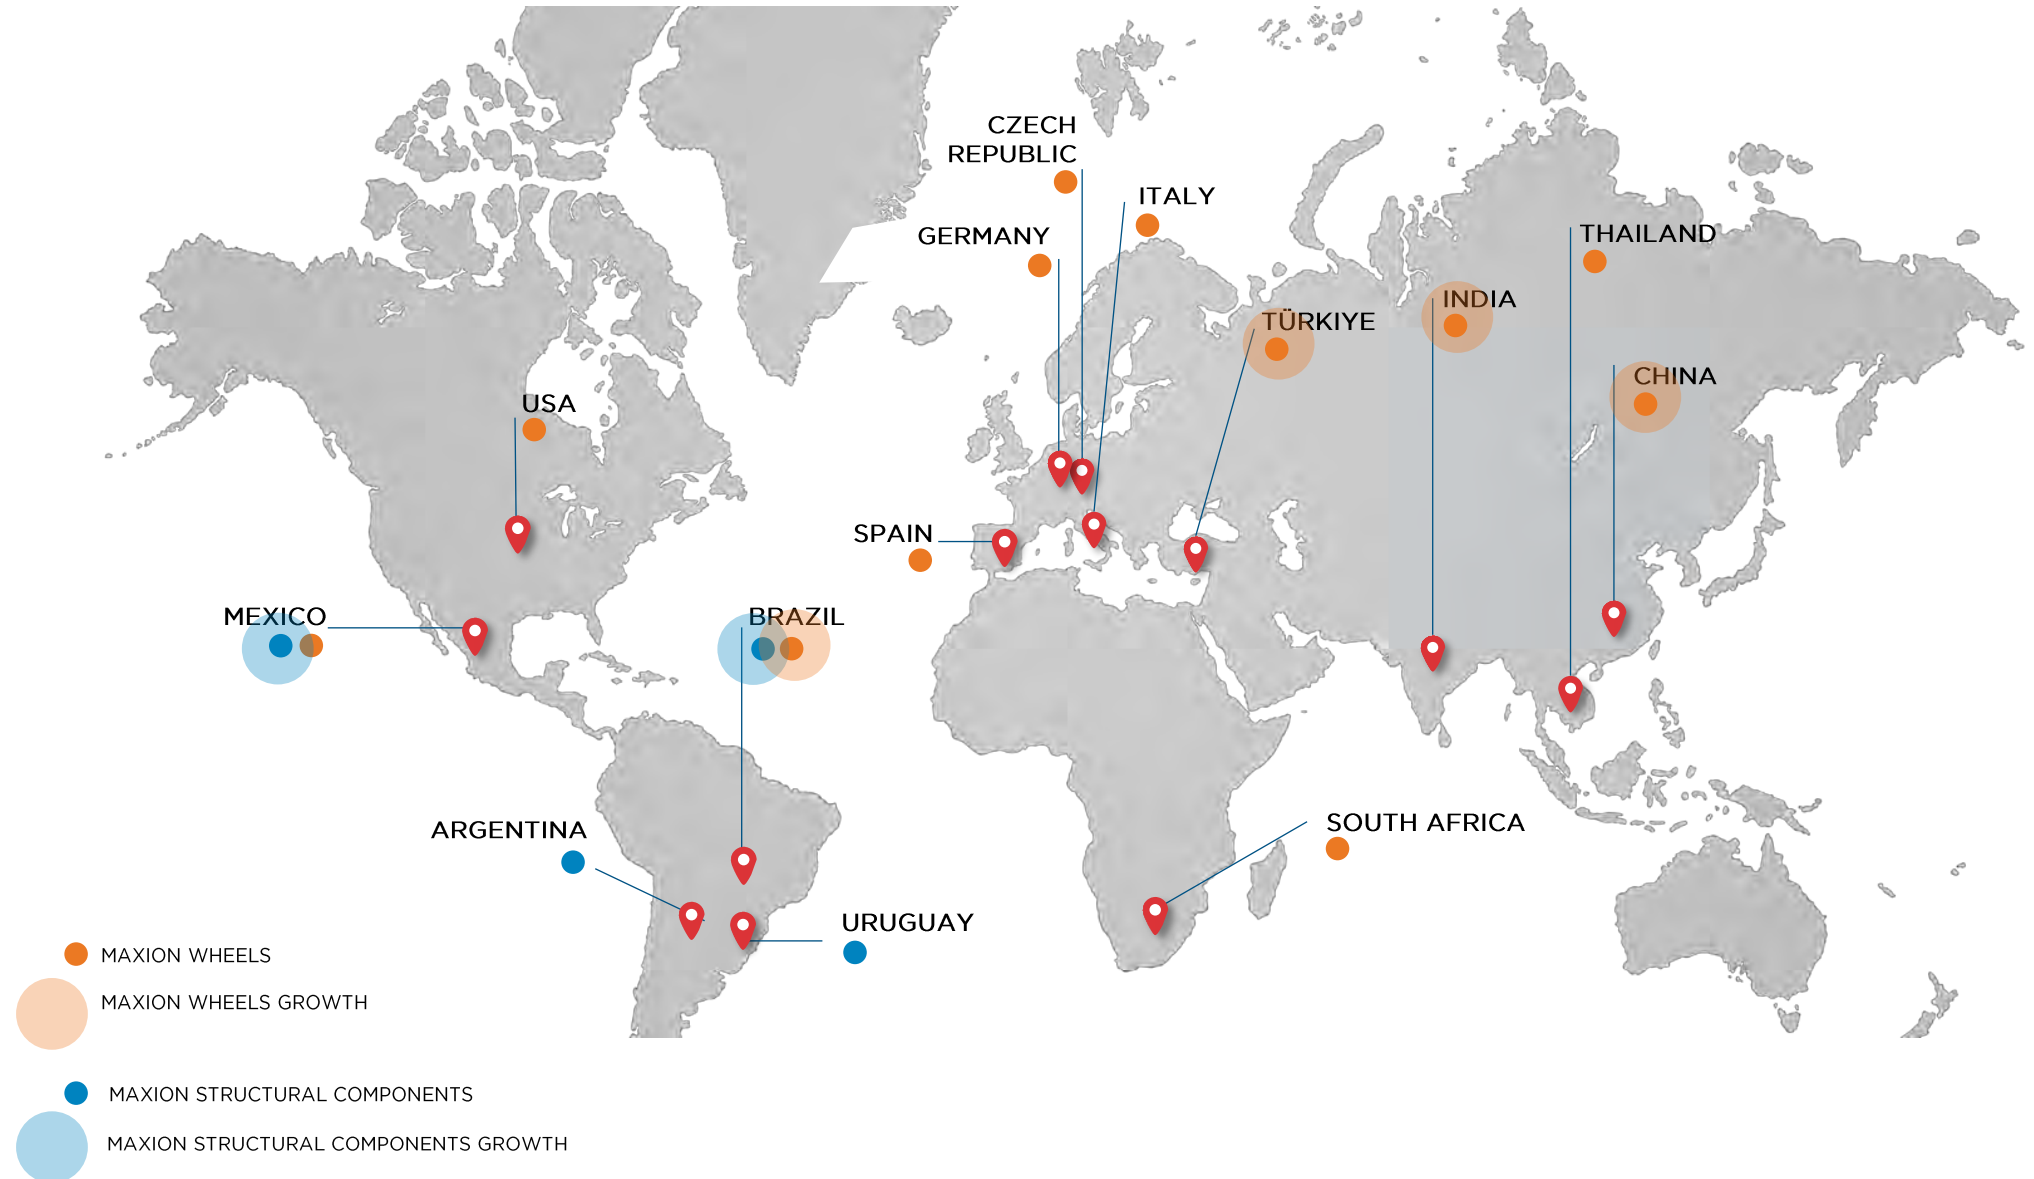 CZECH
REPUBLIC
ITALY
GERMANY
THAILAND
INDIA
TÜRKIYE
CHINA
USA
SPAIN
MEXICO
BRAZIL
ARGENTINA
SOUTH AFRICA
URUGUAY
MAXION WHEELS
MAXION WHEELS GROWTH
MAXION STRUCTURAL COMPONENTS
MAXION STRUCTURAL COMPONENTS GROWTH